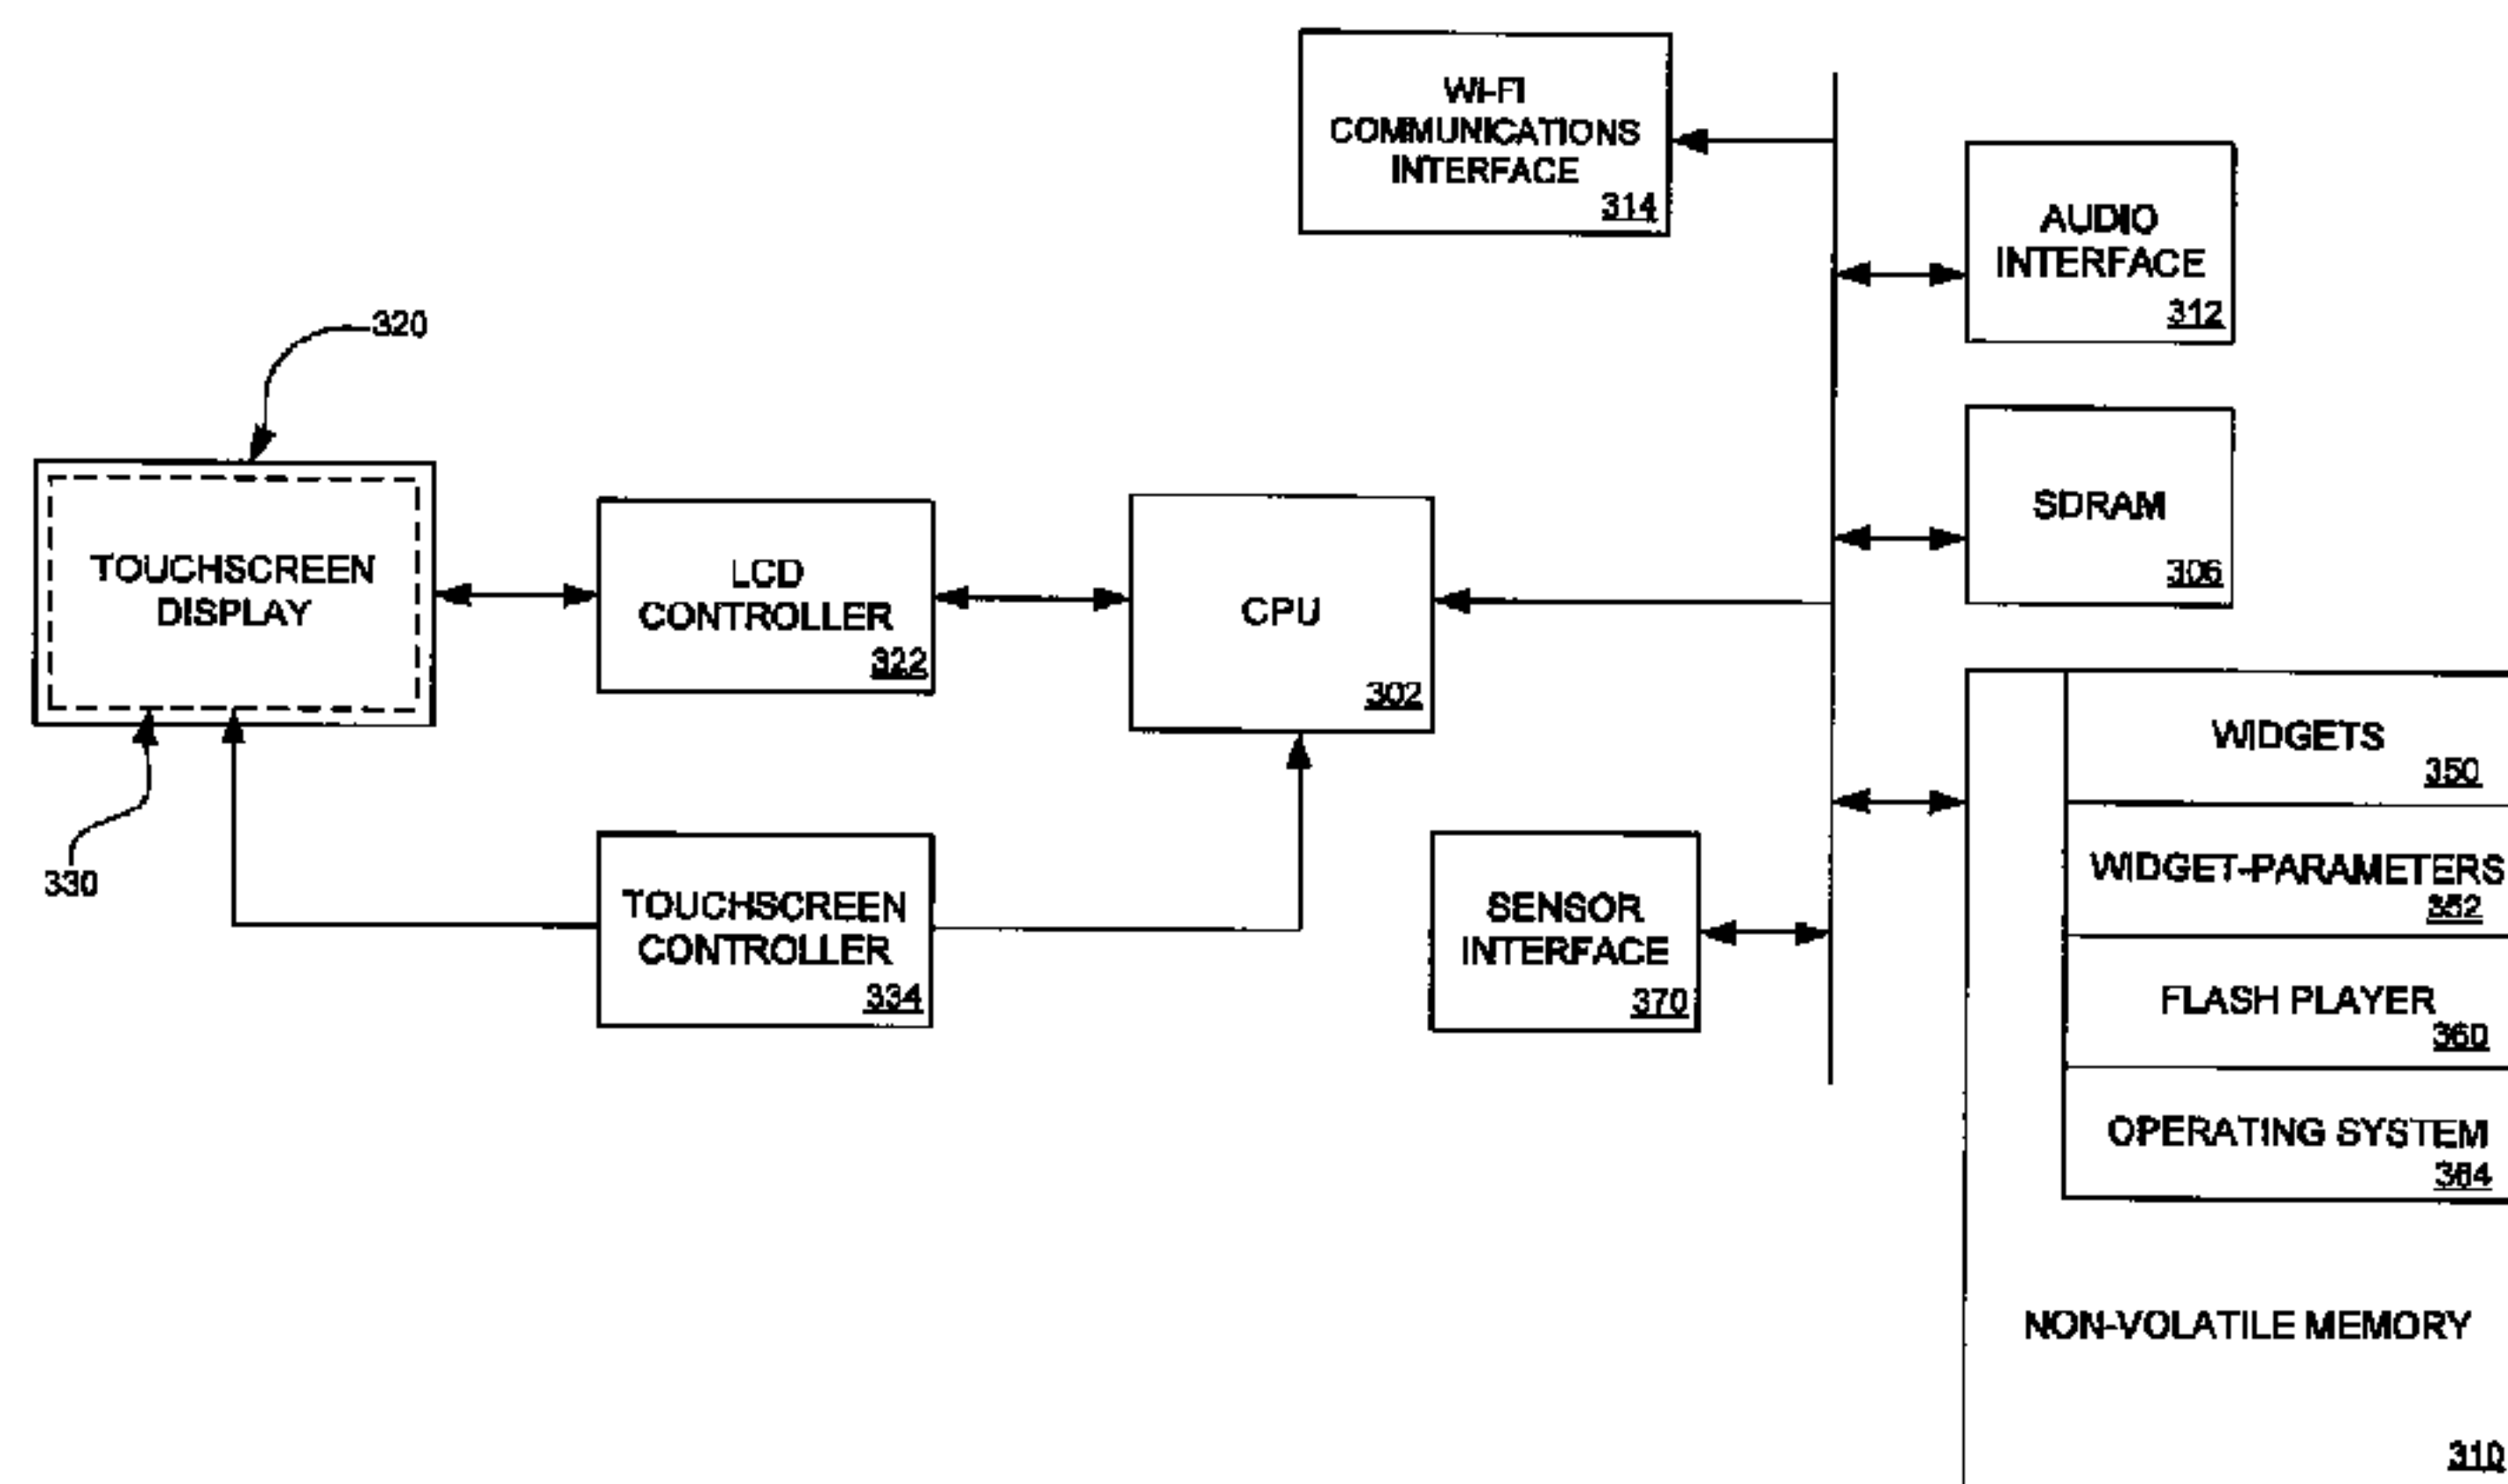 WI-FI
COMMUNICATIONS
INTERFACE
314
AUDIO
INTERFACE
312
320
TOUCHSCREEN
DISPLAY
LCD
CONTROLLER
322
CPU
302
SDRAM
306
330
TOUCHSCREEN
CONTROLLER
334
SENSOR
INTERFACE
370
WIDGETS
350
WIDGET-PARAMETERS
352
FLASH PLAYER
360
OPERATING SYSTEM
364
NON-VOLATILE MEMORY
310